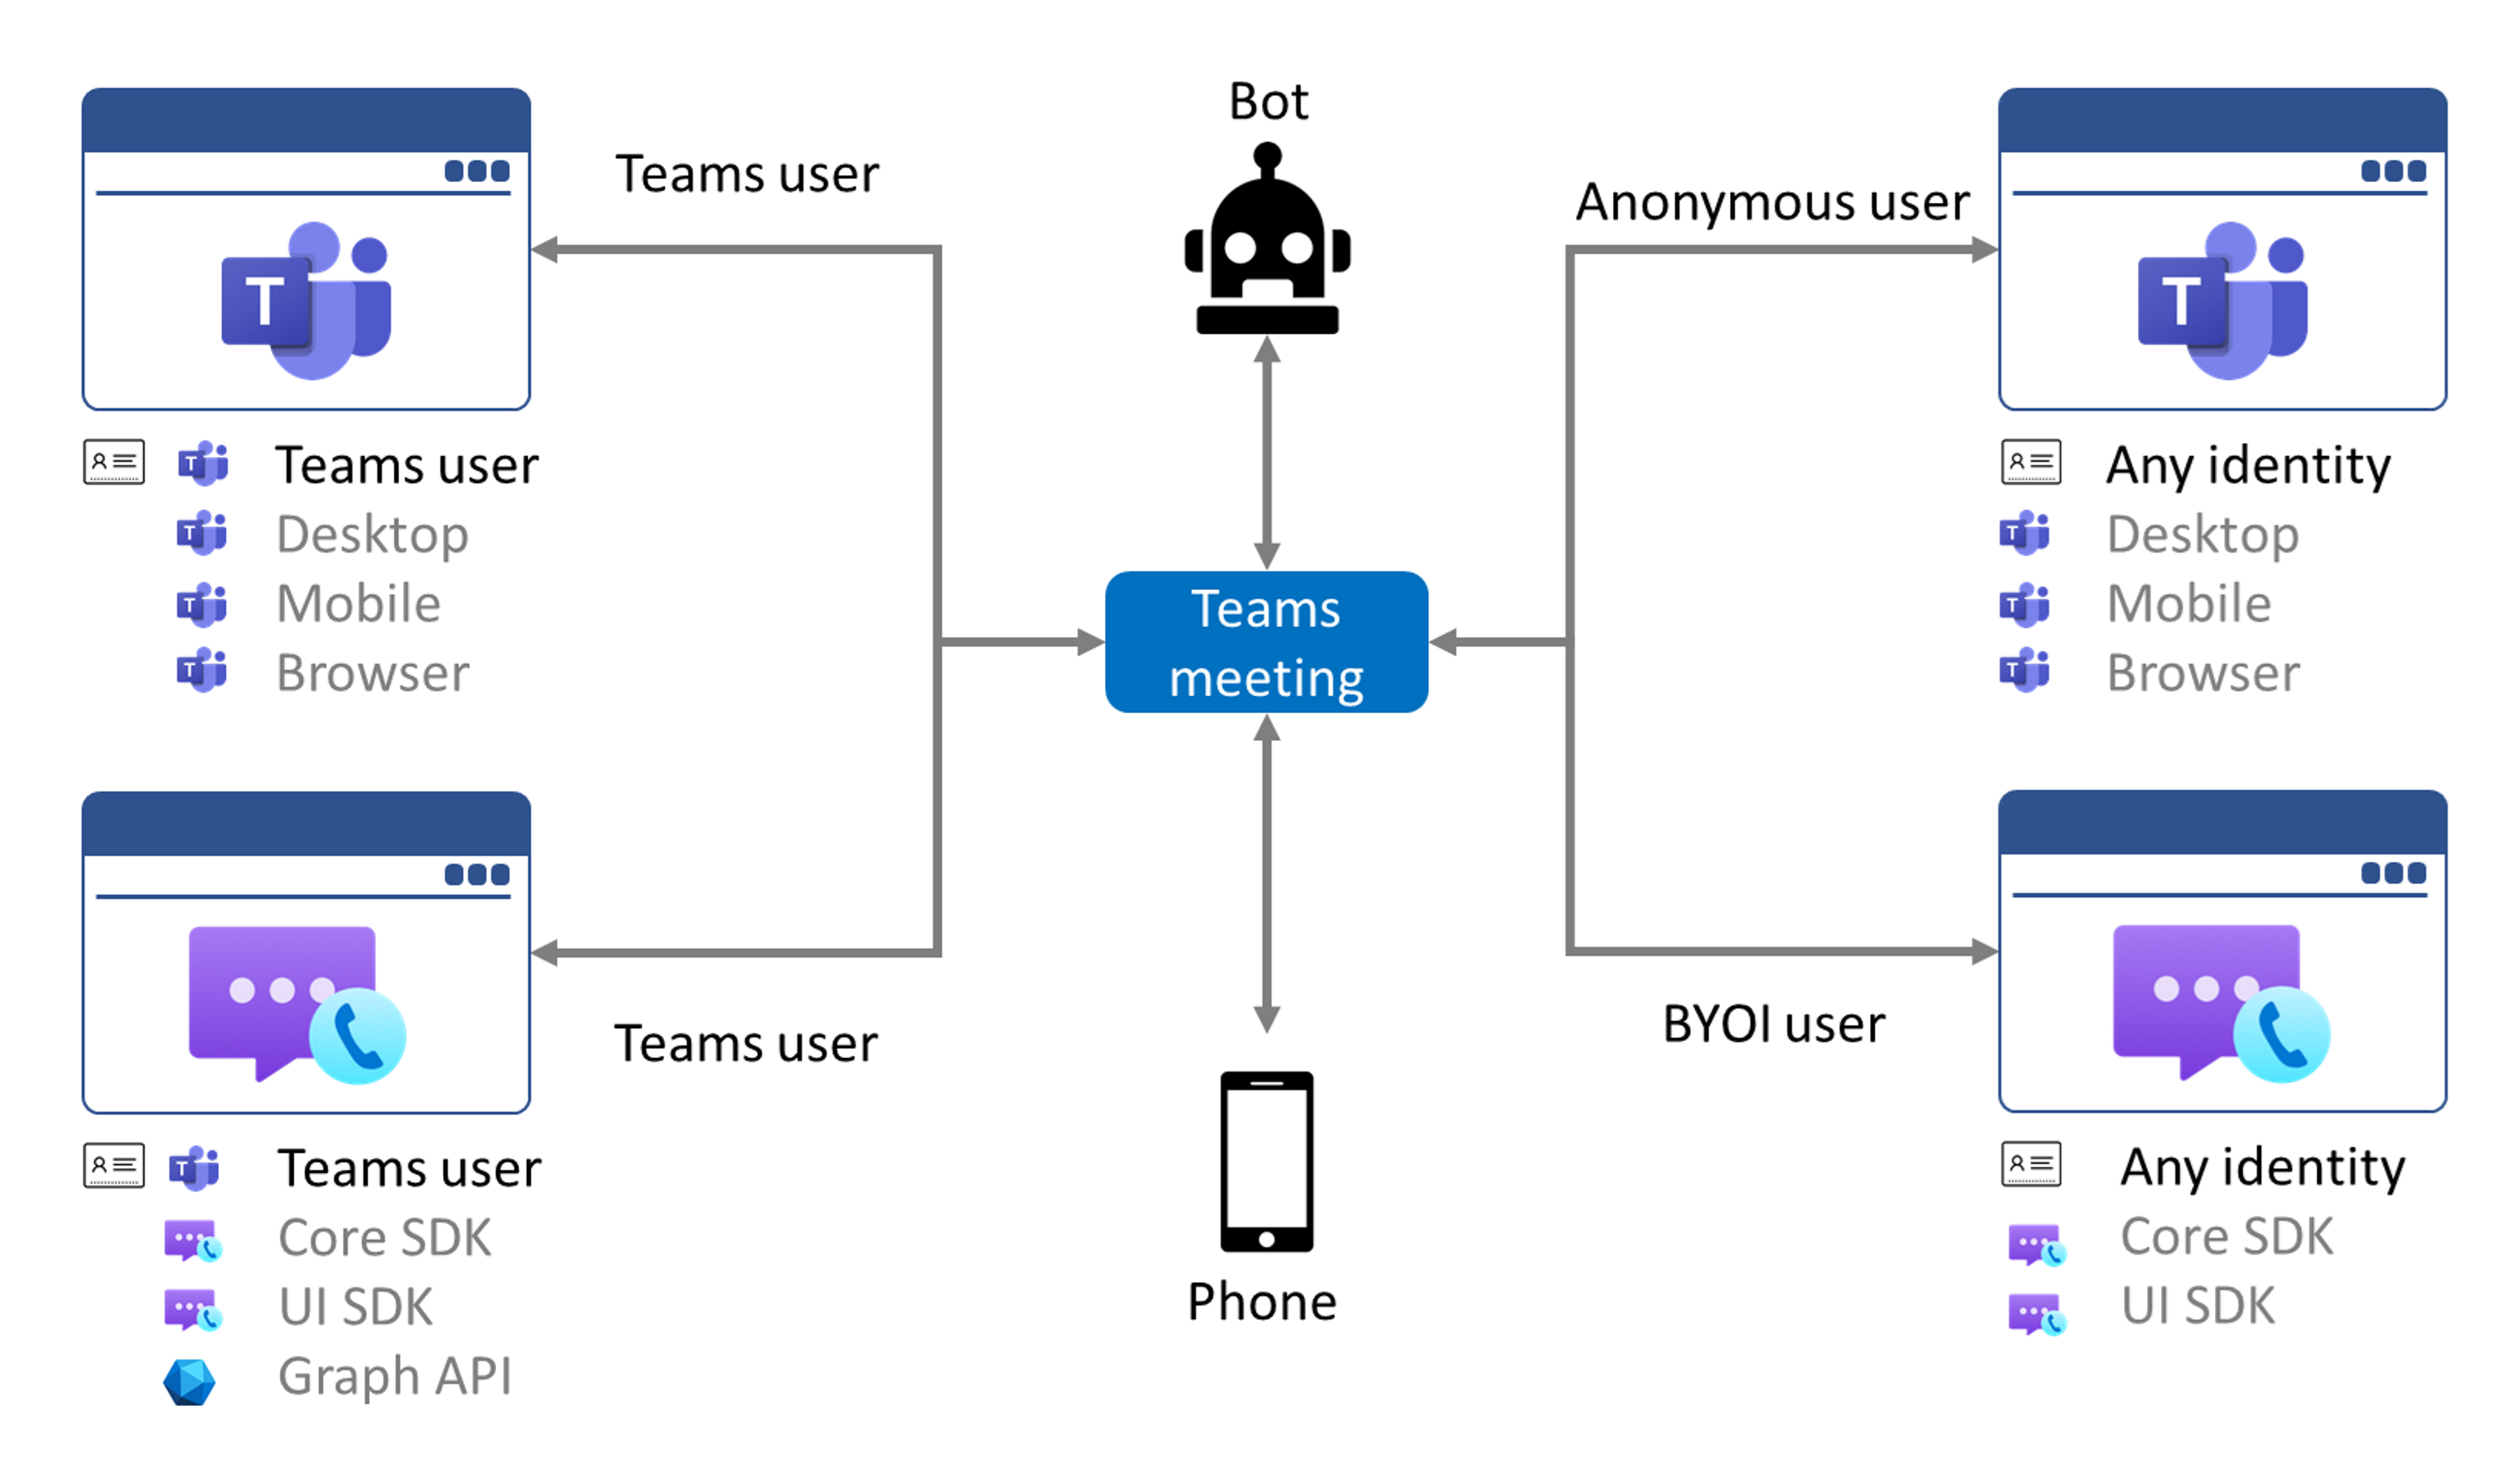 Bot
Teams user
Anonymous user
T
T
T
Teams user
T
Desktop
T
Mobile
T
Browser
Any identity
T
Desktop
T
Mobile
T
Browser
Teams
meeting
Teams user
BYOI user
T
Teams user
Core SDK
UI SDK
Graph API
Phone
Any identity
Core SDK
UI SDK